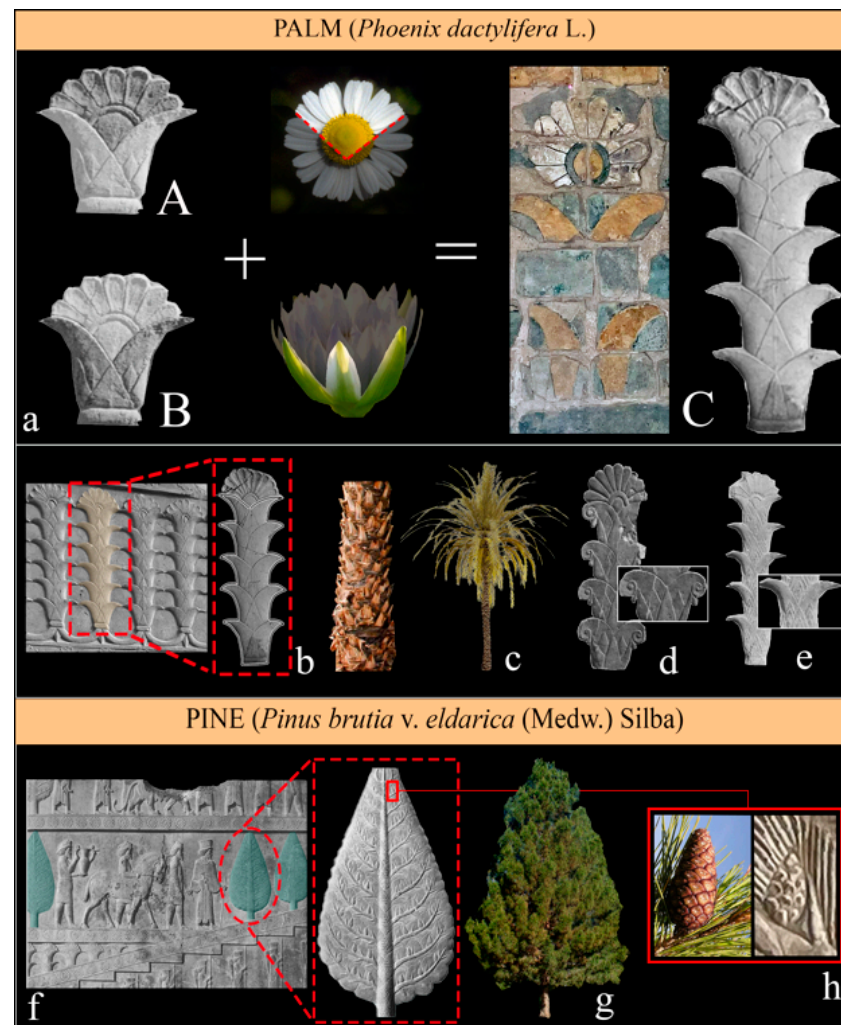 PALM (Phoenix dactylifera L.)
A
+
=
B
C
a
b
c
d
e
PINE (Pinus brutia v. eldarica (Medw.) Silba)
f
g
h